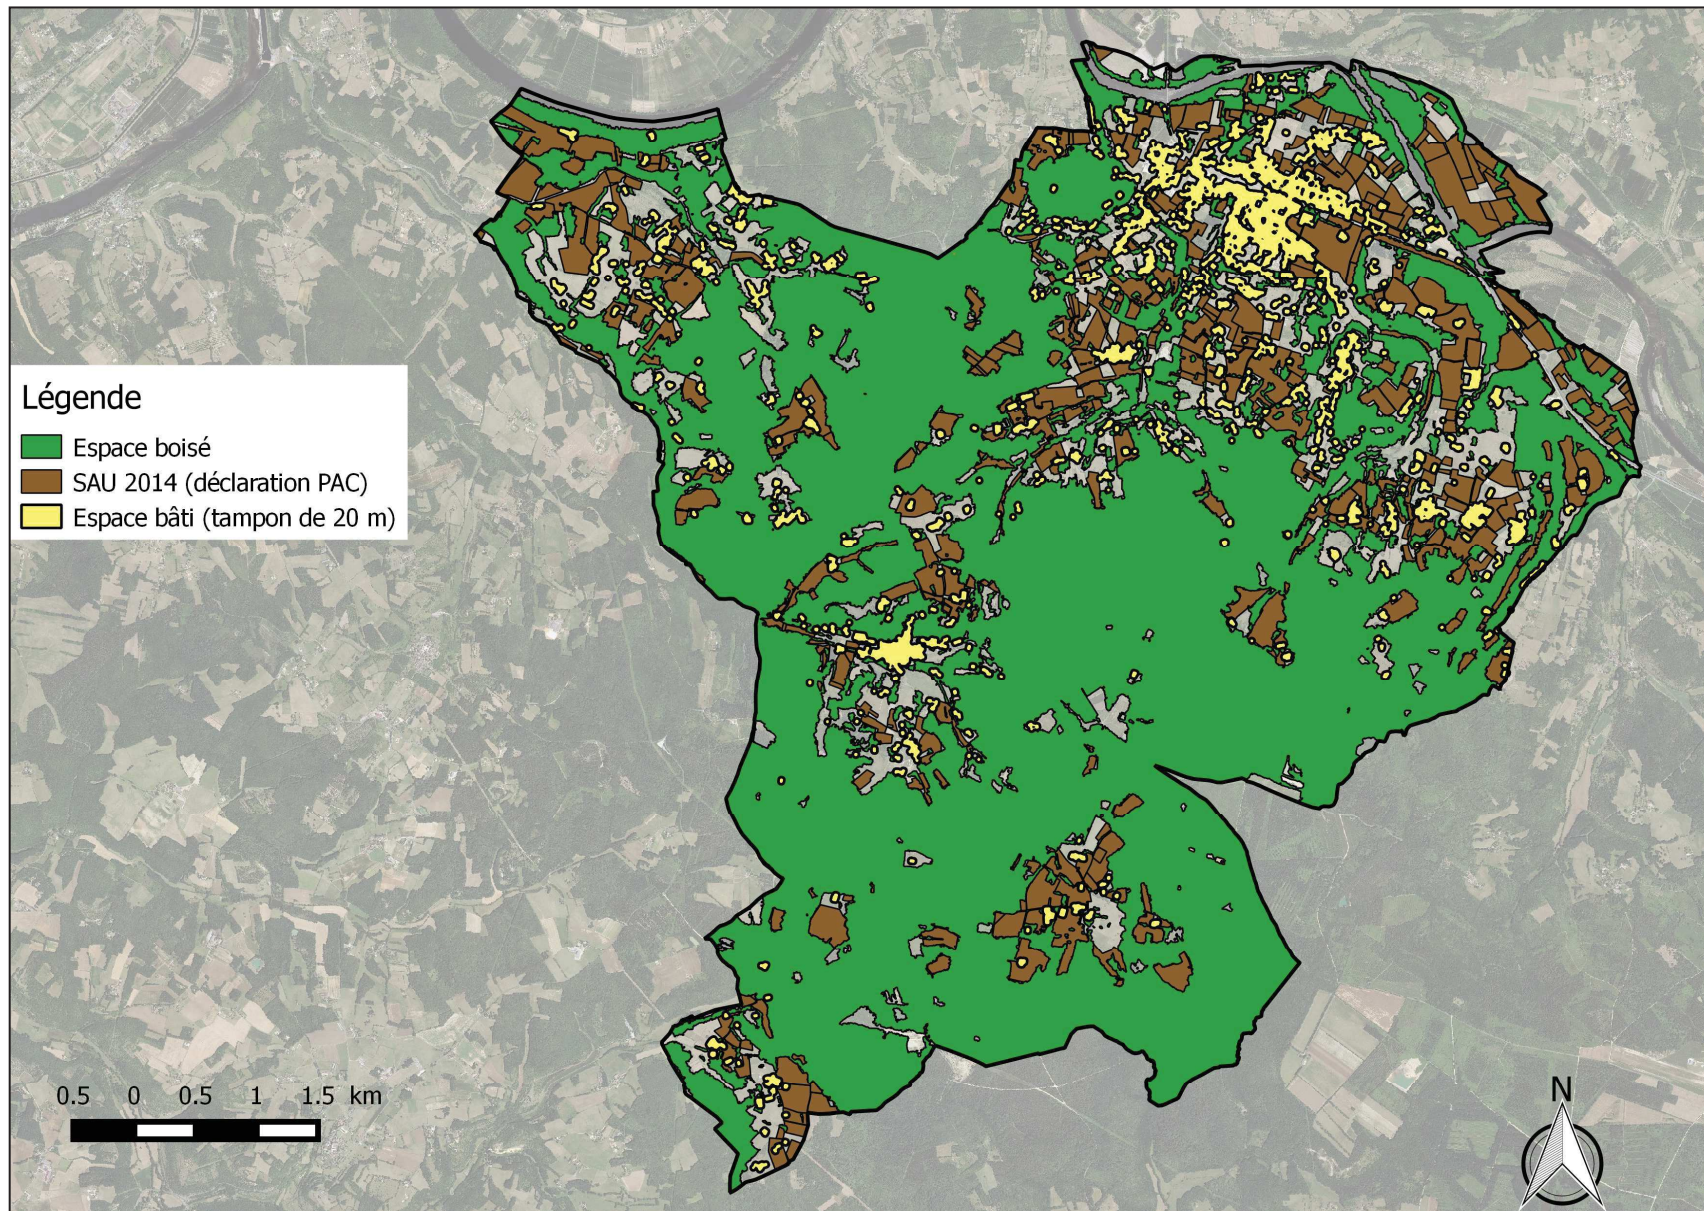 Légende
Espace boisé
SAU 2014 (déclaration PAC)
Espace bâti (tampon de 20 m)
0.5 0 0.5 1 1.5 km
N